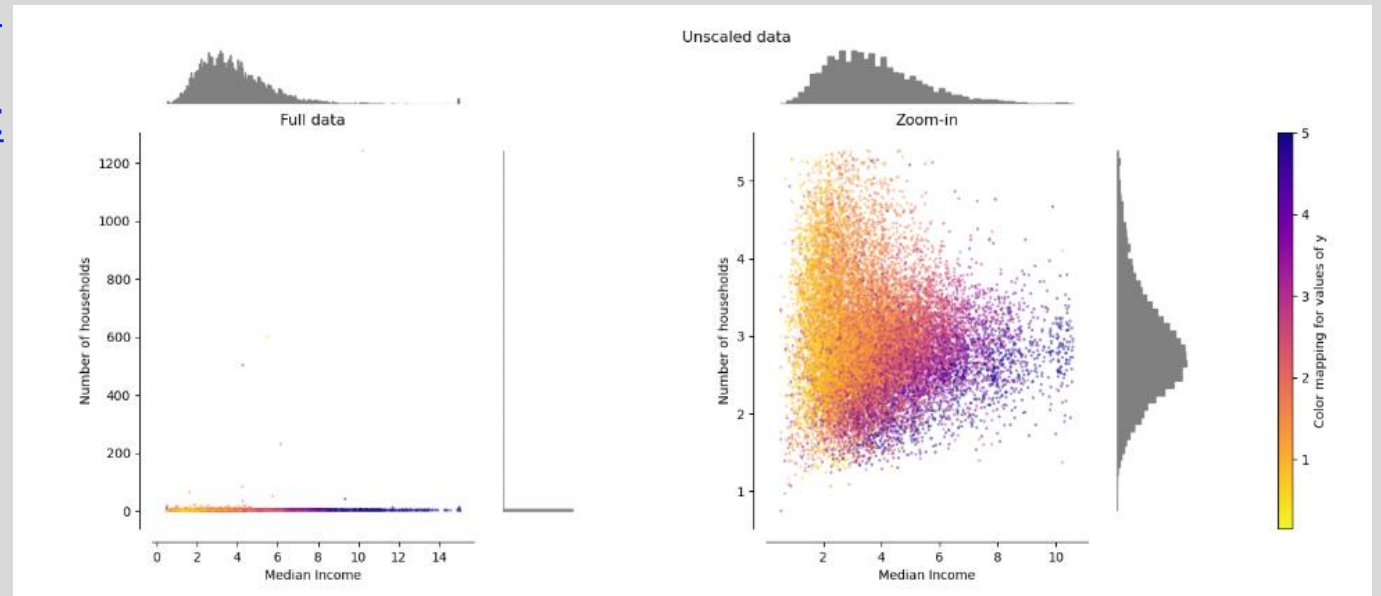 Unscaled data
Full data
1200
1000
800
600
400
200
0
Number of households
0 2 4 6 8 10 12 14
Median Income
Zoom-in
5
4
3
2
1
Number of households
2 4 6 8 10
Median Income
5
4
3
2
1
Color mapping for values of y